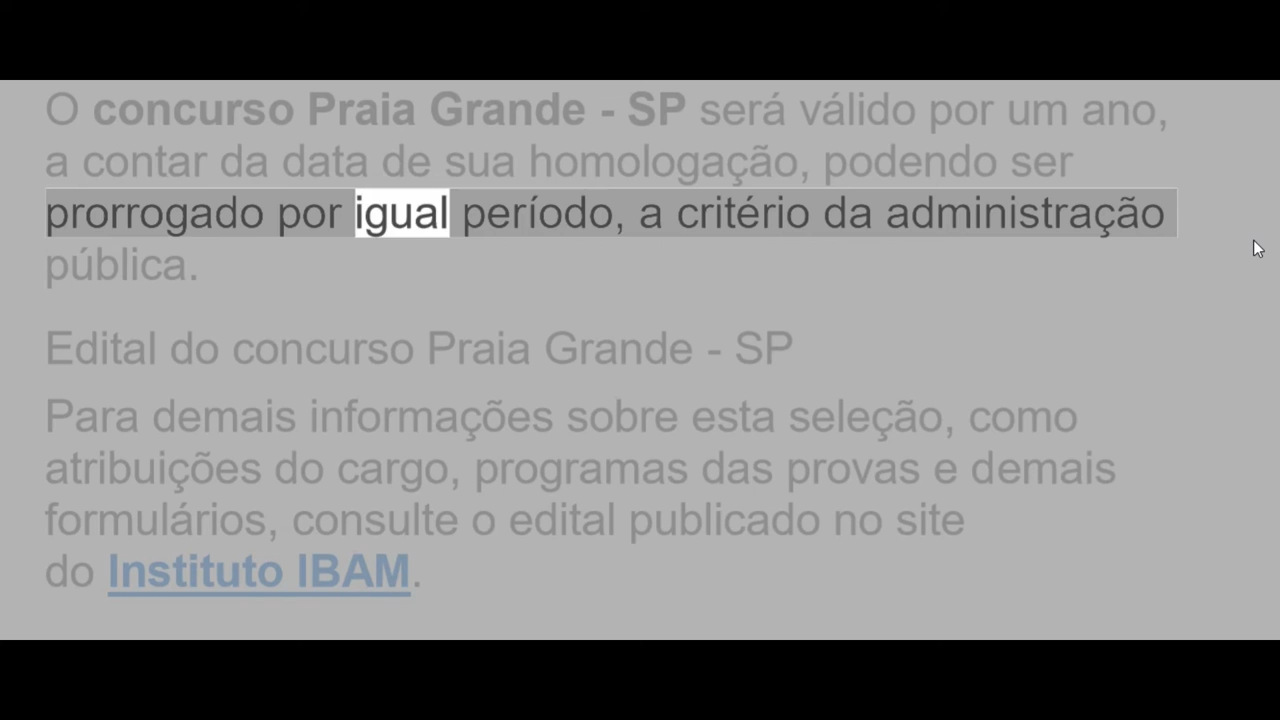 O concurso Praia Grande - SP será válido por um ano,
a contar da data de sua homologação, podendo ser
prorrogado por igual período, a critério da administração
pública.
Edital do concurso Praia Grande - SP
Para demais informações sobre esta seleção, como
atribuições do cargo, programas das provas e demais
formulários, consulte o edital publicado no site
do Instituto IBAM.